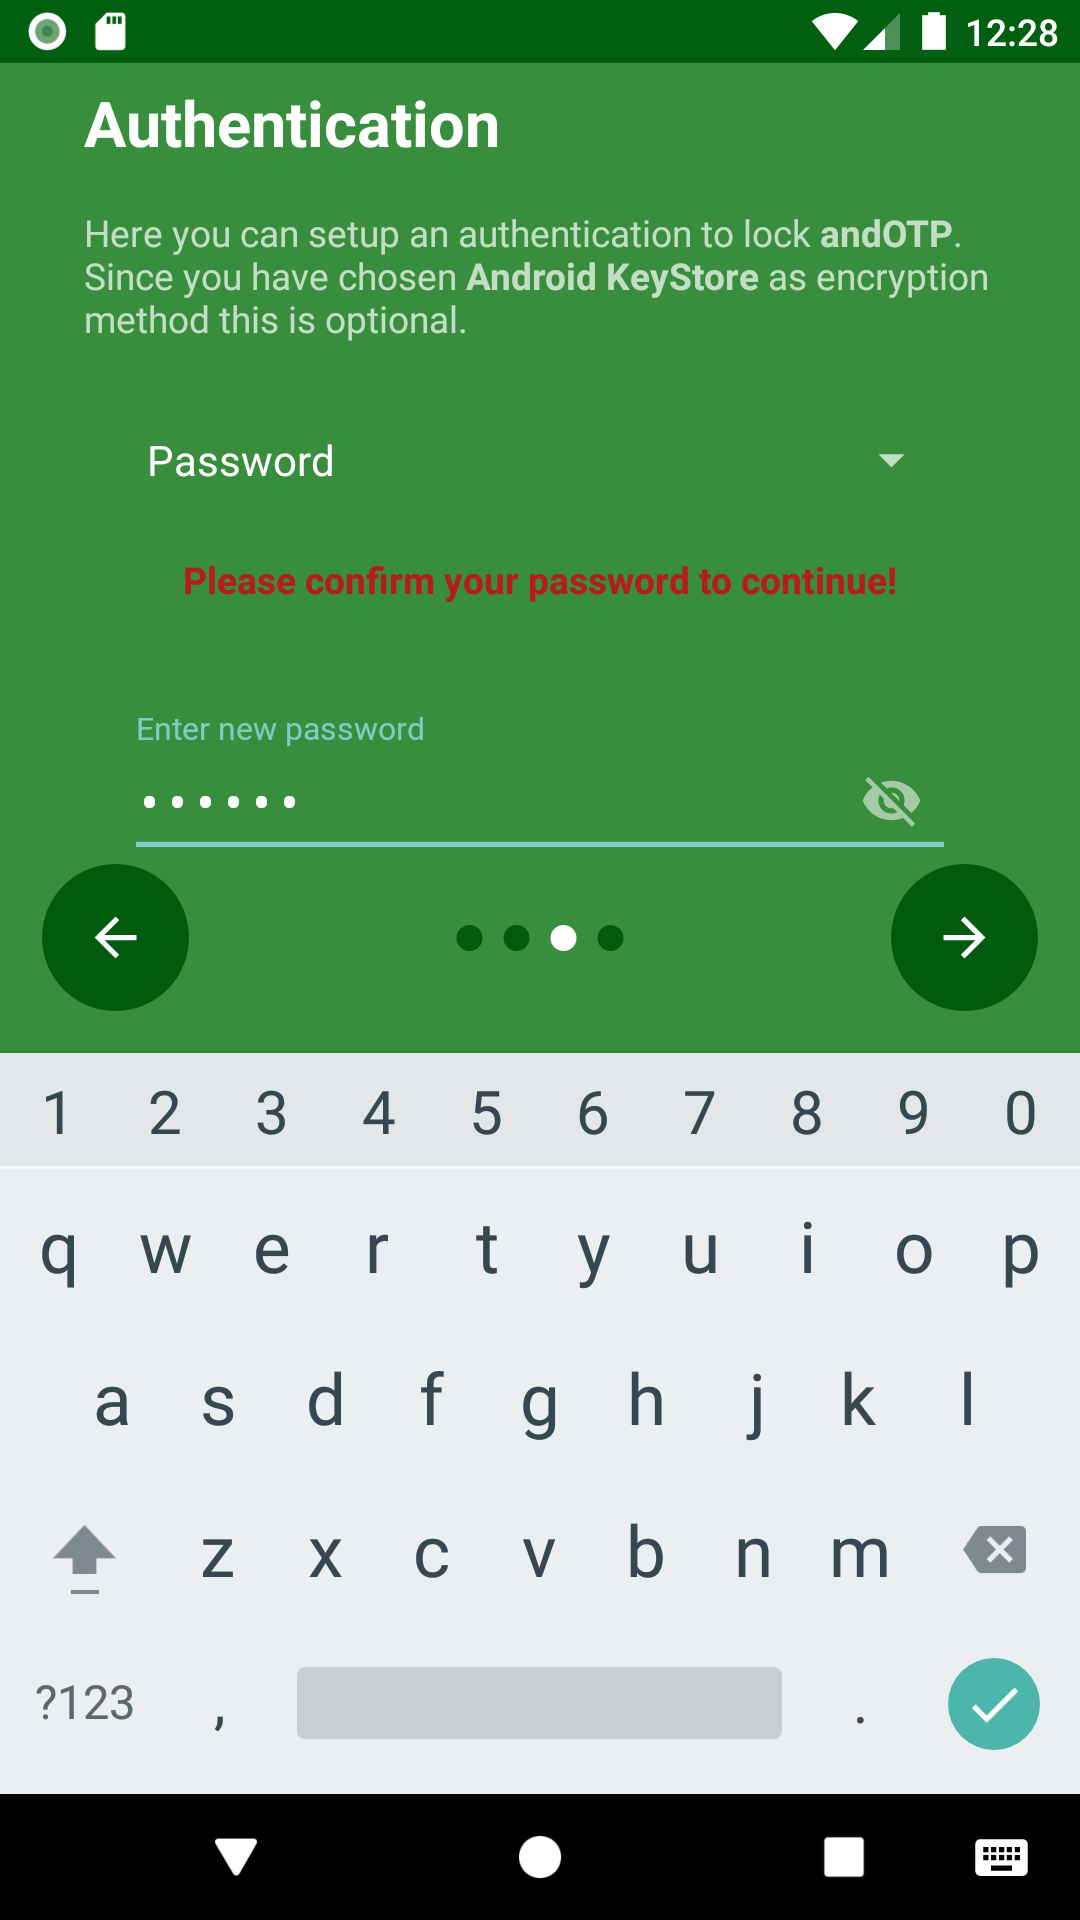 12:28
Authentication
Here you can setup an authentication to lock andOTP.
Since you have chosen Android KeyStore as encryption
method this is optional.
Password
Please confirm your password to continue!
Enter new password
••••••
1 2 3 4 5 6 7 8 9 0
q w e r t y u i o p
a s d f g h j k l
z x c v b n m
?123 , .